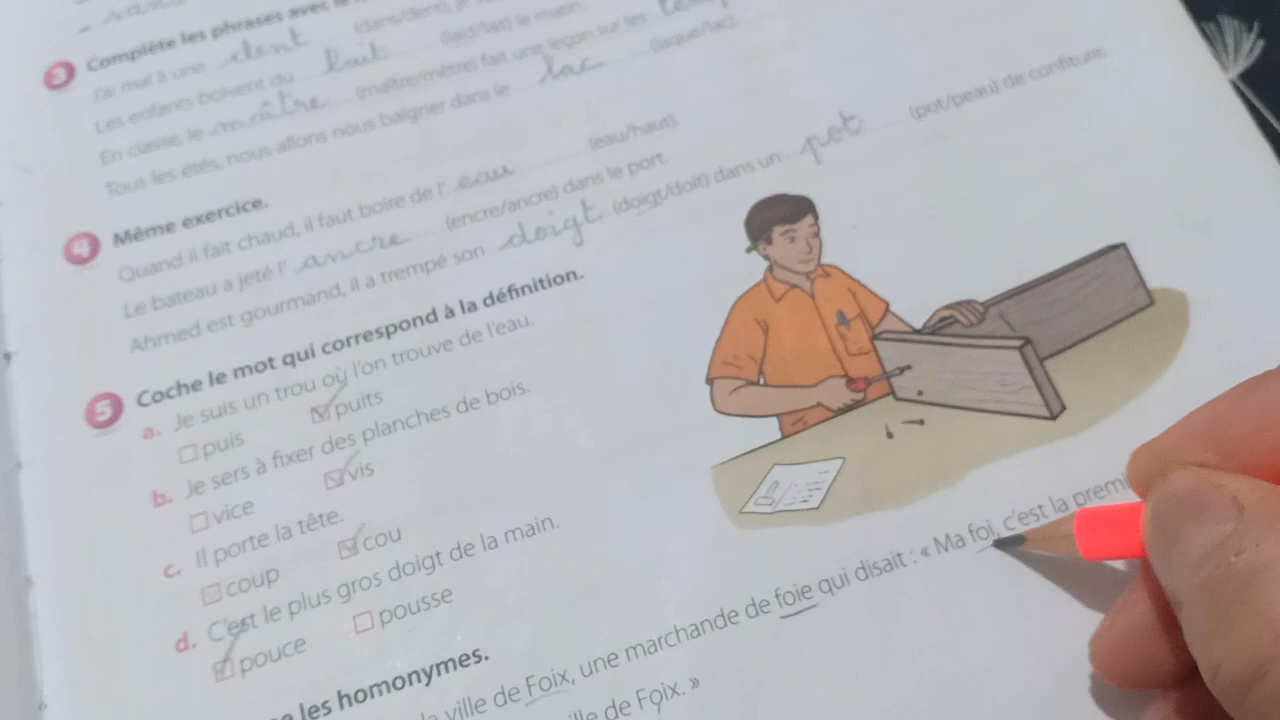 3 Complète les phrases avec le
J'ai mal à une dent (dans/dent), je
Les enfants boivent du lait (laid/lait) le matin.
En classe, le maître (maître/mètre) fait une leçon sur les
Tous les étés, nous allons nous baigner dans le lac (laque/lac).
4 Même exercice.
Quand il fait chaud, il faut boire de l' eau (eau/haut).
Le bateau a jeté l' ancre (encre/ancre) dans le port.
Ahmed est gourmand, il a trempé son doigt (doigt/doit) dans un pot (pot/peau) de confiture.
5 Coche le mot qui correspond à la définition.
a. Je suis un trou où l'on trouve de l'eau.
puis puits
b. Je sers à fixer des planches de bois.
vice vis
c. Il porte la tête.
coup cou
d. C'est le plus gros doigt de la main.
pouce pousse
les homonymes.
la ville de Foix, une marchande de foie qui disait : « Ma foi, c'est la premi
ville de Foix. »